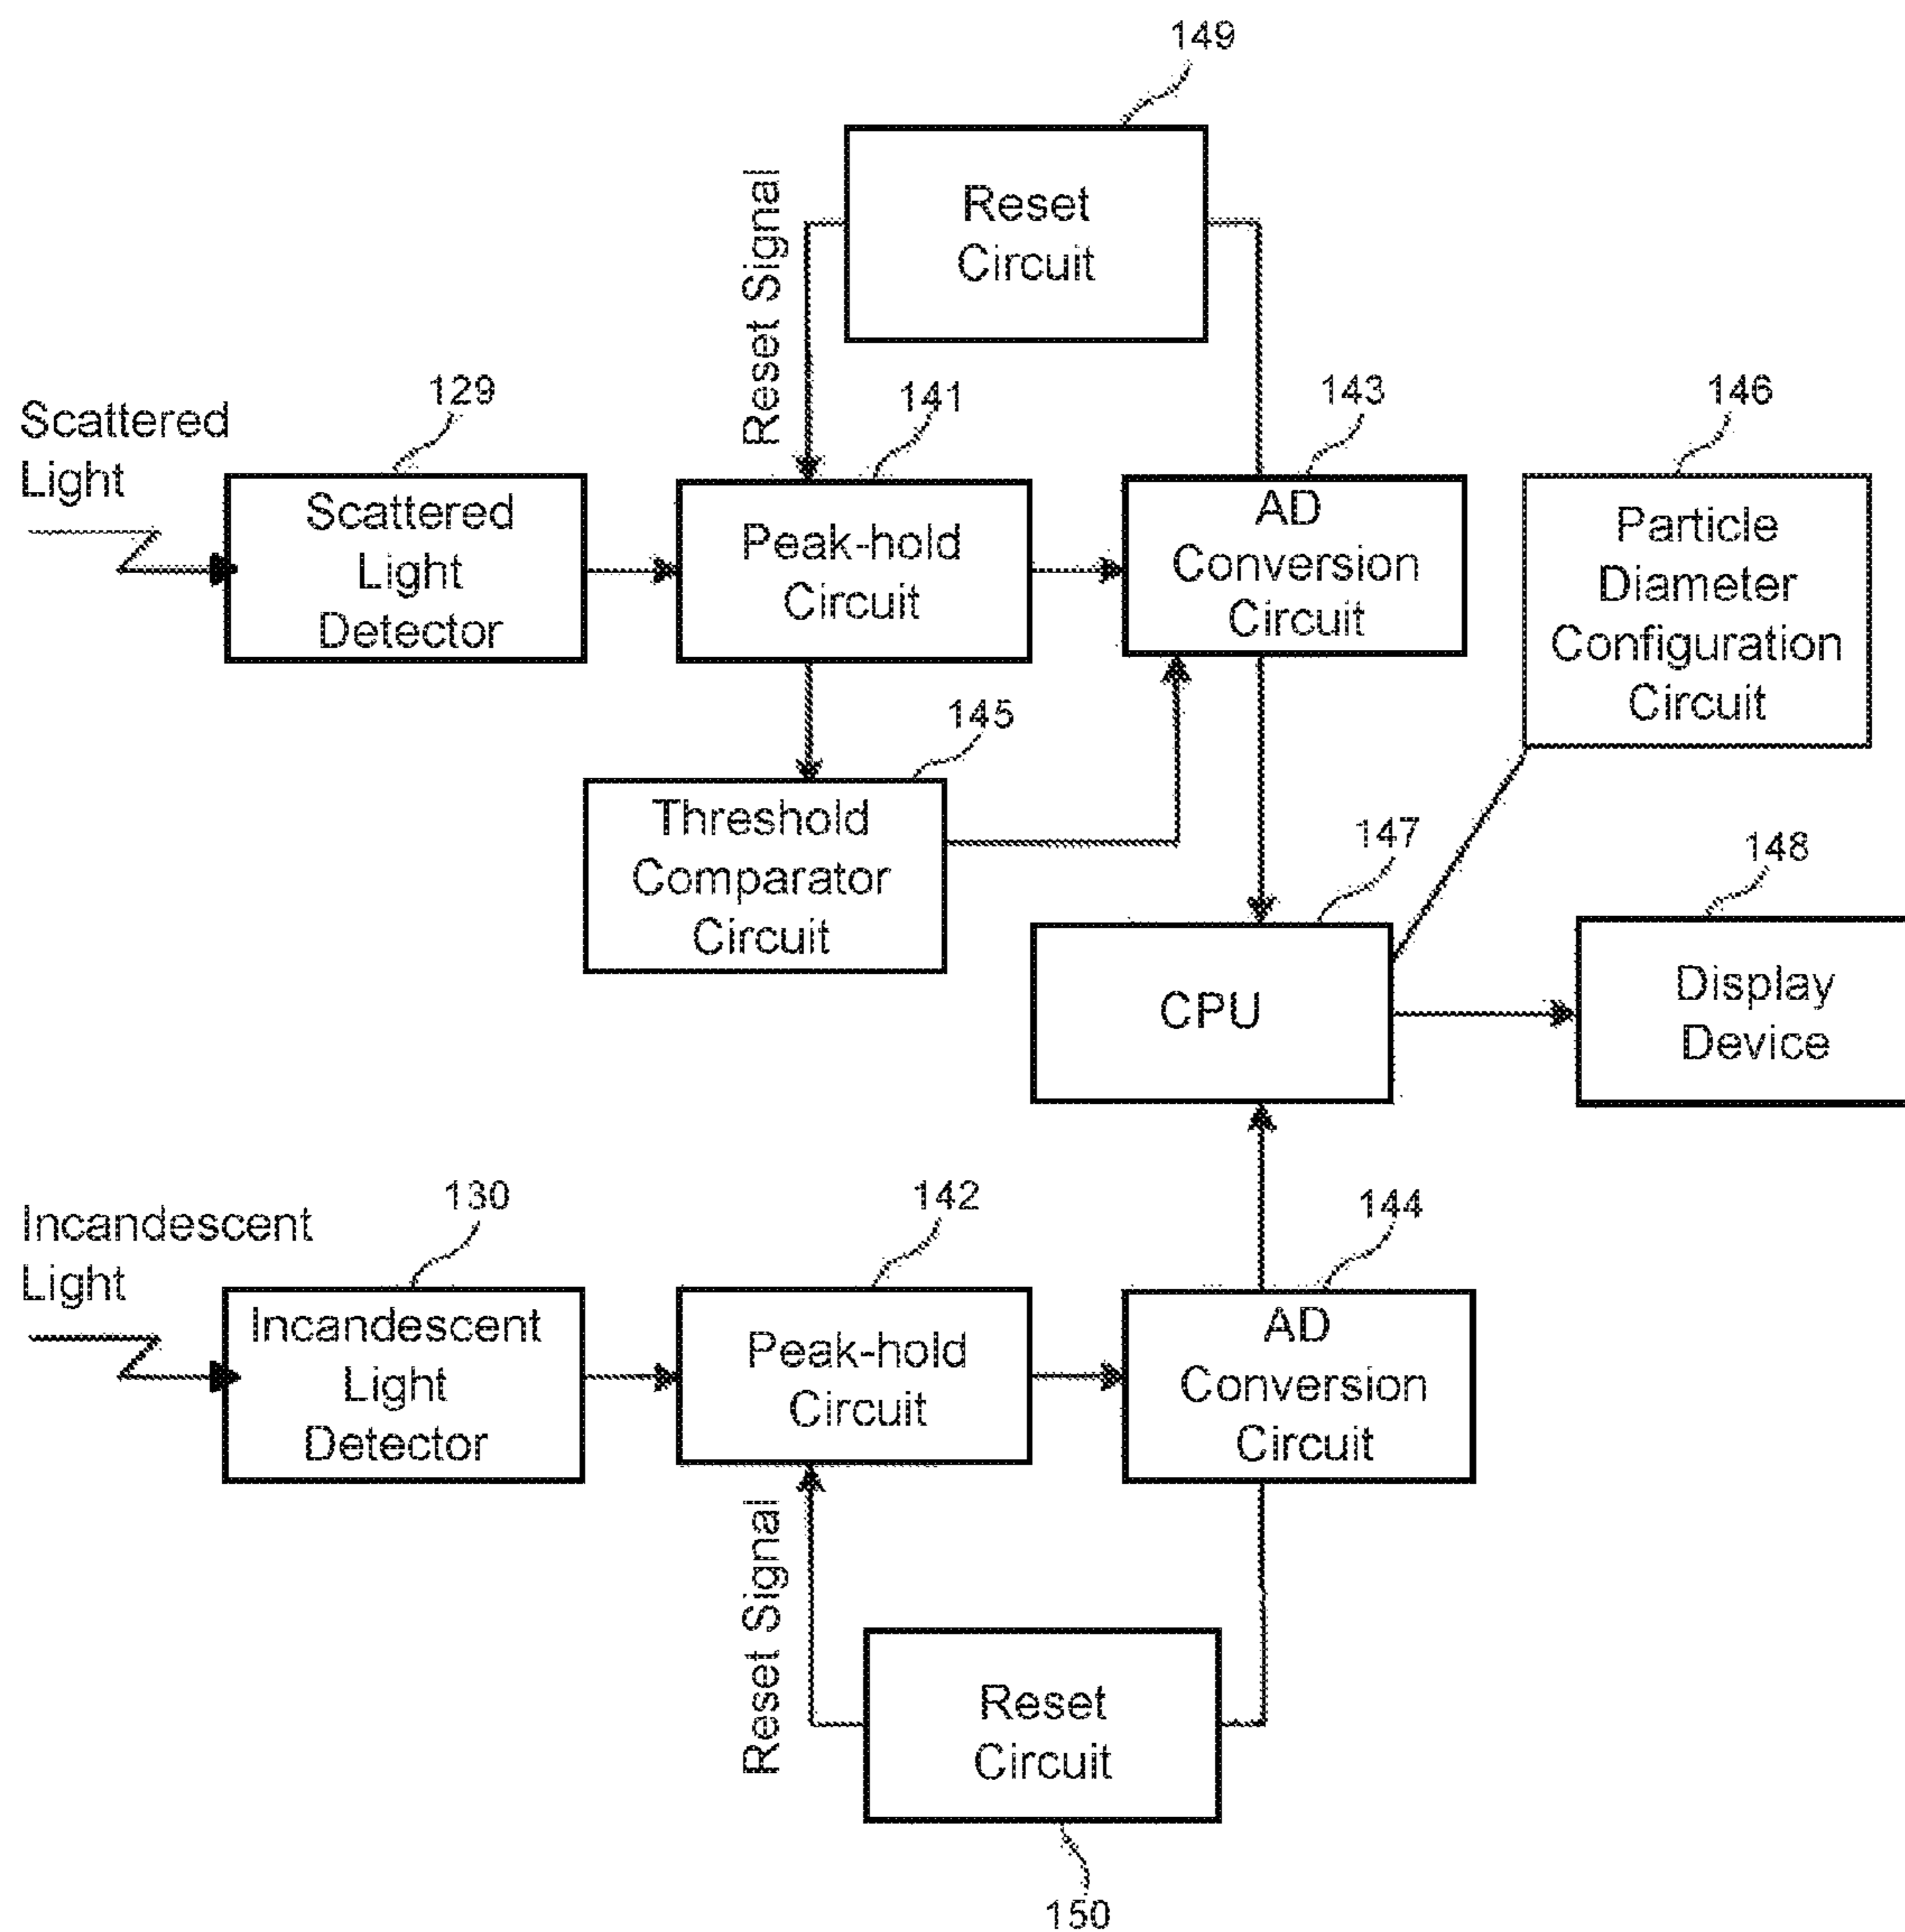 149
Reset
Circuit
Reset Signal
Scattered
Light
129
Scattered
Light
Detector
141
Peak-hold
Circuit
143
AD
Conversion
Circuit
146
Particle
Diameter
Configuration
Circuit
145
Threshold
Comparator
Circuit
147
CPU
148
Display
Device
Incandescent
Light
130
Incandescent
Light
Detector
142
Peak-hold
Circuit
144
AD
Conversion
Circuit
Reset Signal
Reset
Circuit
150